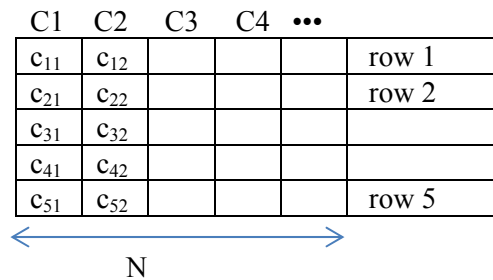 C1 C2 C3 C4 •••
c₁₁ c₁₂ row 1
c₂₁ c₂₂ row 2
c₃₁ c₃₂
c₄₁ c₄₂
c₅₁ c₅₂ row 5
N